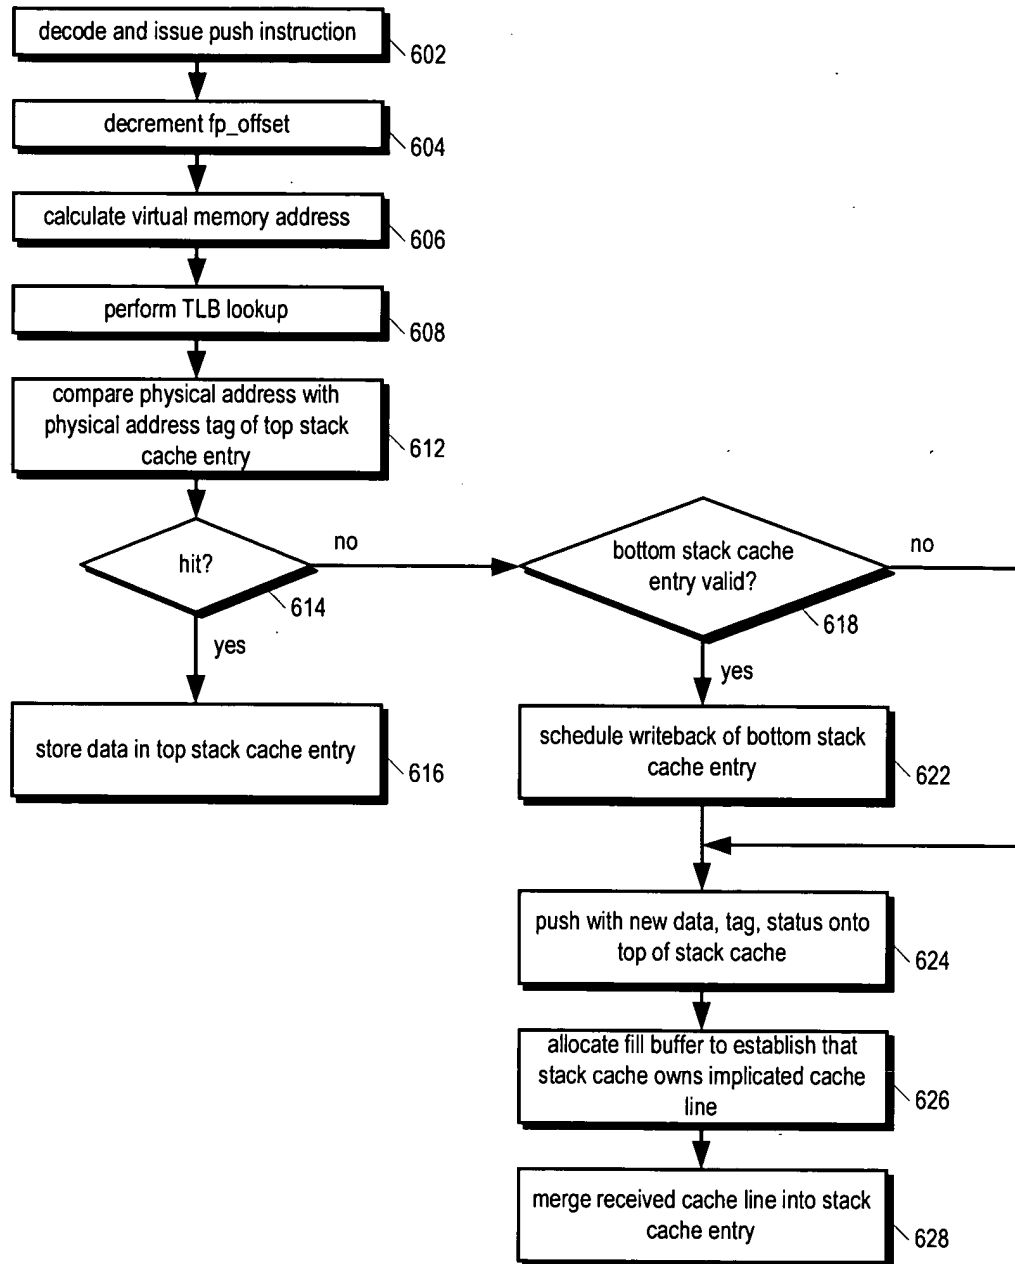 decode and issue push instruction
602
decrement fp_offset
604
calculate virtual memory address
606
perform TLB lookup
608
compare physical address with
physical address tag of top stack
cache entry
612
hit?
614
no
yes
store data in top stack cache entry
616
bottom stack cache
entry valid?
618
no
yes
schedule writeback of bottom stack
cache entry
622
push with new data, tag, status onto
top of stack cache
624
allocate fill buffer to establish that
stack cache owns implicated cache
line
626
merge received cache line into stack
cache entry
628